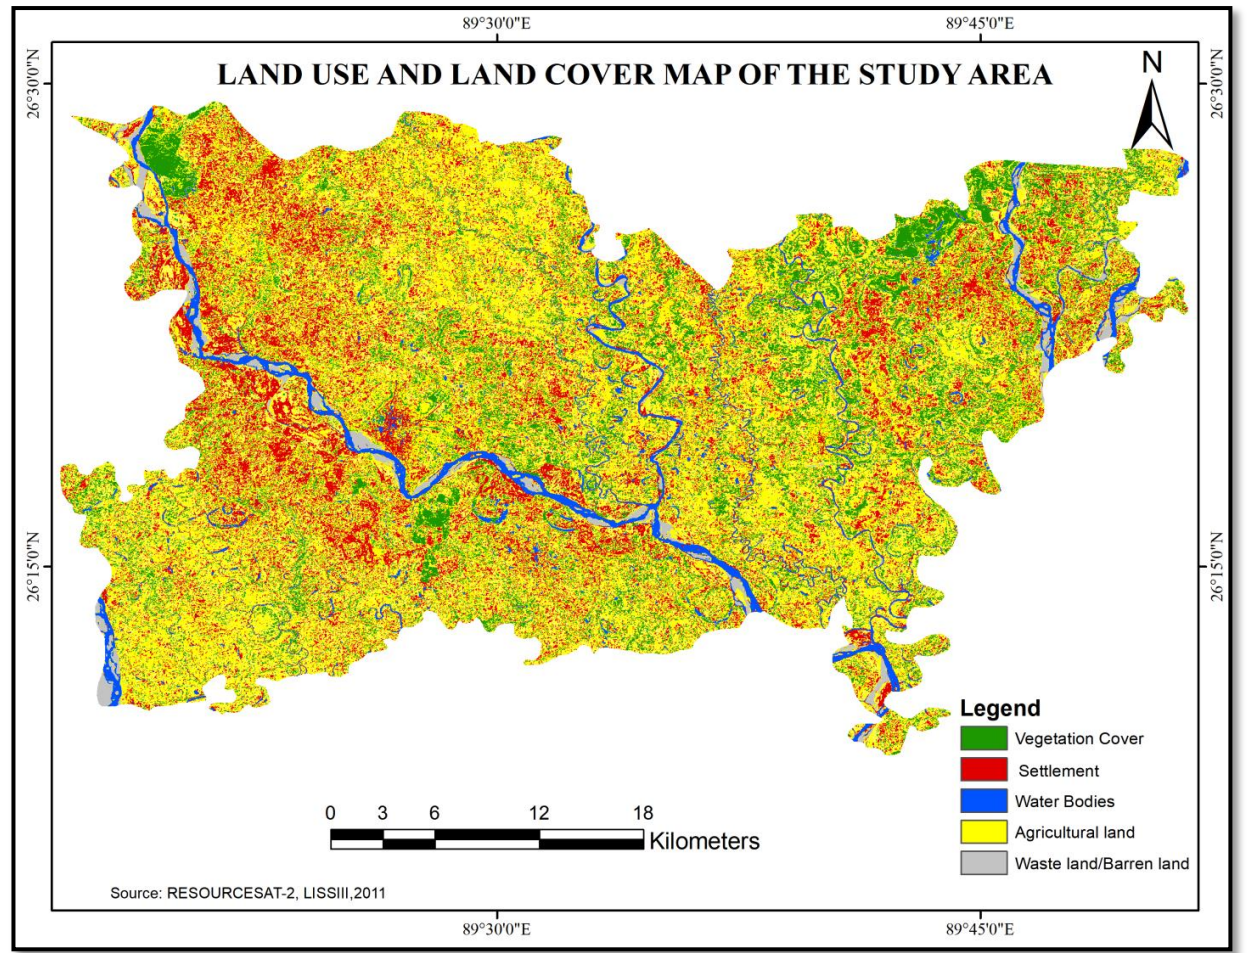 89°30'0"E 89°45'0"E
26°30'0"N 26°30'0"N
N
LAND USE AND LAND COVER MAP OF THE STUDY AREA
26°15'0"N 26°15'0"N
Legend
Vegetation Cover
Settlement
Water Bodies
Agricultural land
Waste land/Barren land
0 3 6 12 18
Kilometers
Source: RESOURCESAT-2, LISSIII,2011
89°30'0"E 89°45'0"E